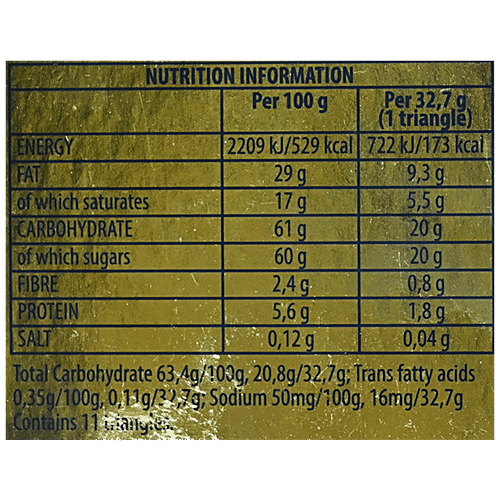 NUTRITION INFORMATION
Per 100 g Per 32,7 g
(1 triangle)
ENERGY 2209 kJ/529 kcal 722 kJ/173 kcal
FAT 29 g 9,3 g
of which saturates 17 g 5,5 g
CARBOHYDRATE 61 g 20 g
of which sugars 60 g 20 g
FIBRE 2,4 g 0,8 g
PROTEIN 5,6 g 1,8 g
SALT 0,12 g 0,04 g
Total Carbohydrate 63,4g/100g, 20,8g/32,7g; Trans fatty acids
0,35g/100g, 0,11g/32,7g; Sodium 50mg/100g, 16mg/32,7g
Contains 11